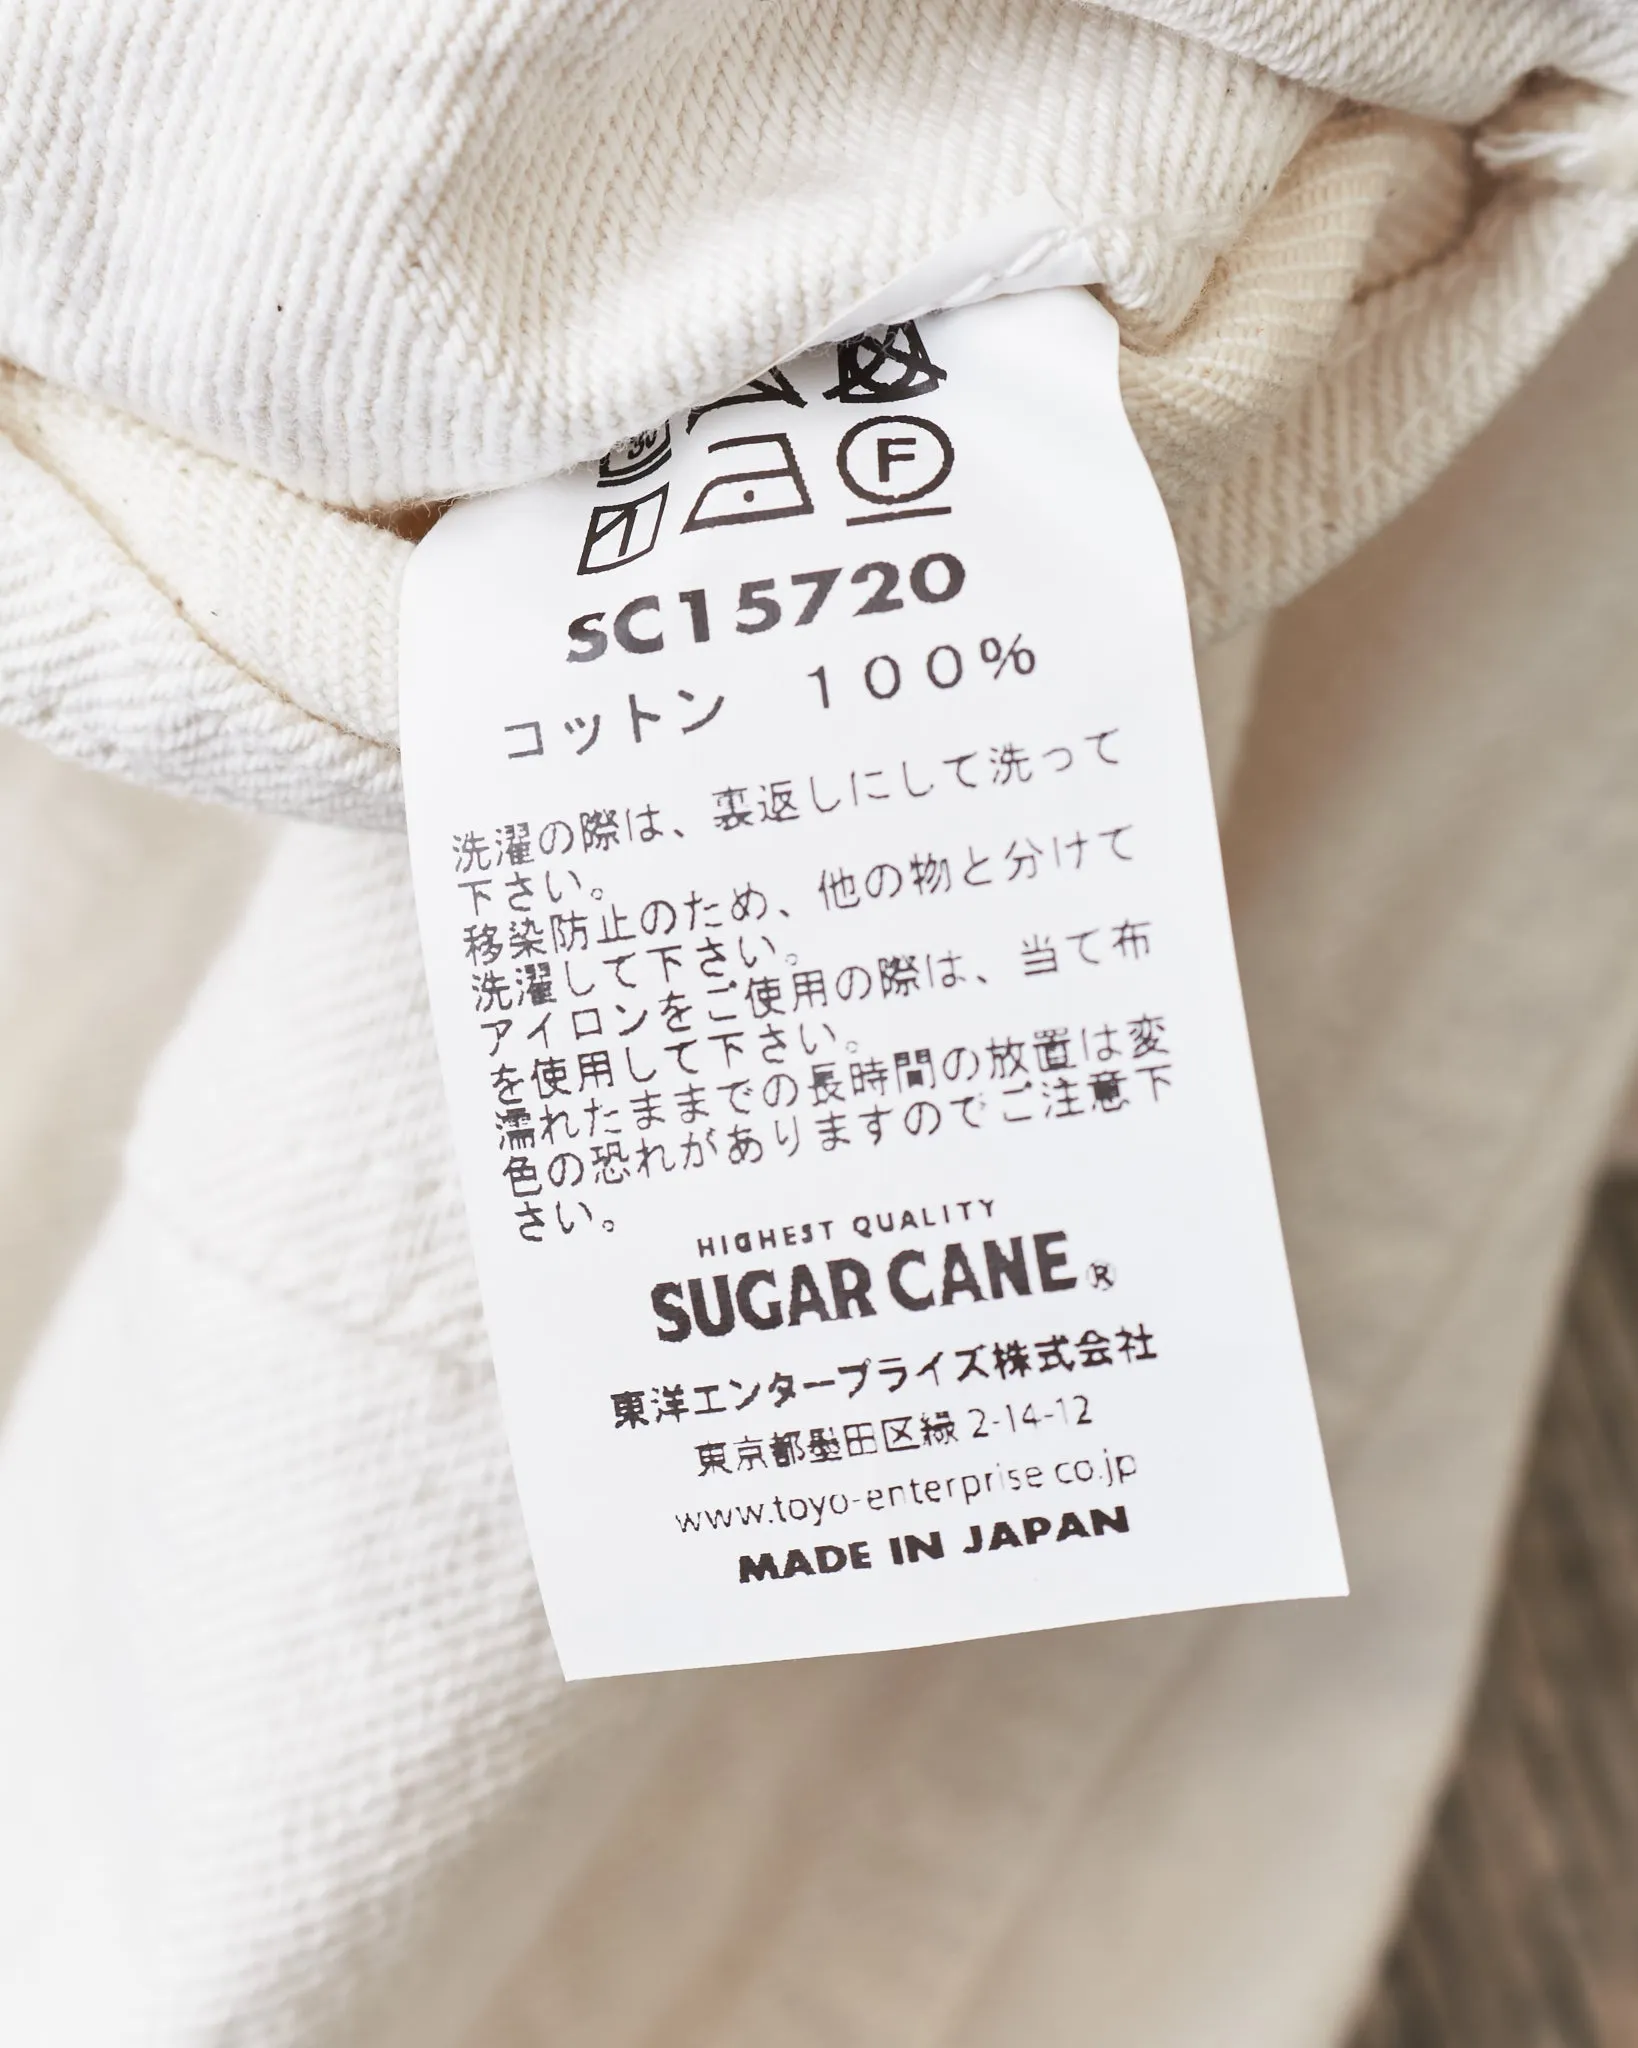 30
F
SC15720
コットン １００％
洗濯の際は、裏返しにして洗って
下さい。
移染防止のため、他の物と分けて
洗濯して下さい。
アイロンをご使用の際は、当て布
を使用して下さい。
濡れたままでの長時間の放置は変
色の恐れがありますのでご注意下
さい。
HIGHEST QUALITY
SUGAR CANE®
東洋エンタープライズ株式会社
東京都墨田区緑 2-14-12
www.toyo-enterprise.co.jp
MADE IN JAPAN